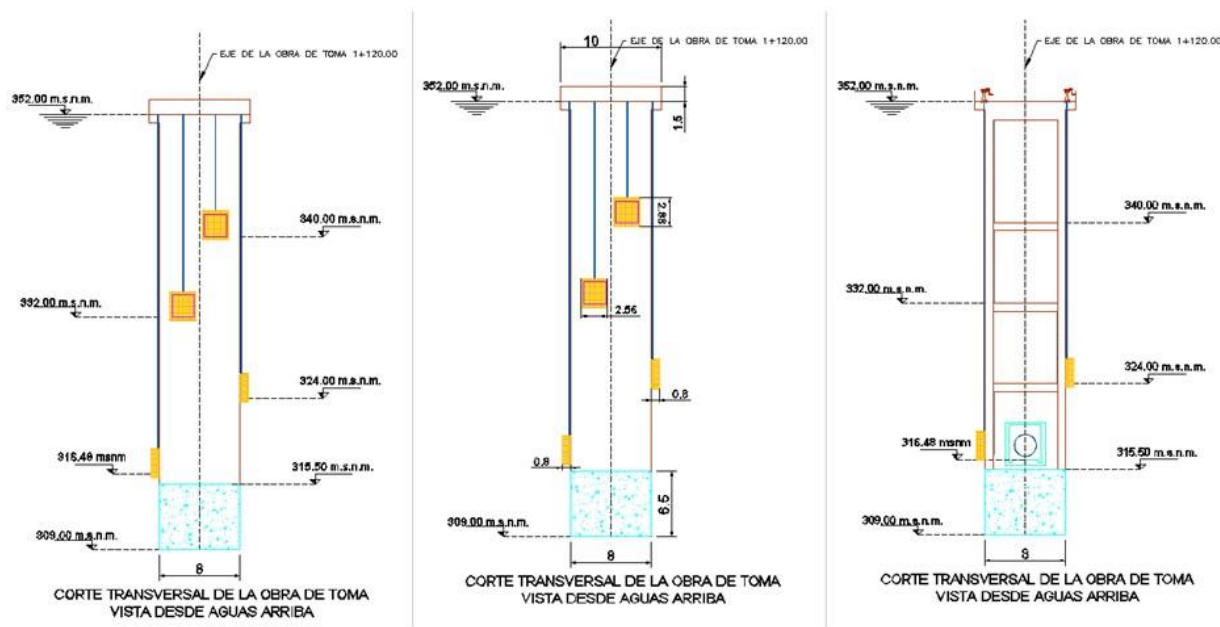 EJE DE LA OBRA DE TOMA 1+120.00
352.00 m.s.n.m.
340.00 m.s.n.m.
332.00 m.s.n.m.
324.00 m.s.n.m.
316.48 msnm
315.50 m.s.n.m.
309.00 m.s.n.m.
8
CORTE TRANSVERSAL DE LA OBRA DE TOMA
VISTA DESDE AGUAS ARRIBA
10
EJE DE LA OBRA DE TOMA 1+120.00
352.00 m.s.n.m.
1.5
2.88
2.56
0.8
0.8
6.5
309.00 m.s.n.m.
8
CORTE TRANSVERSAL DE LA OBRA DE TOMA
VISTA DESDE AGUAS ARRIBA
EJE DE LA OBRA DE TOMA 1+120.00
352.00 m.s.n.m.
340.00 m.s.n.m.
332.00 m.s.n.m.
324.00 m.s.n.m.
316.48 msnm
315.50 m.s.n.m.
309.00 m.s.n.m.
8
CORTE TRANSVERSAL DE LA OBRA DE TOMA
VISTA DESDE AGUAS ARRIBA